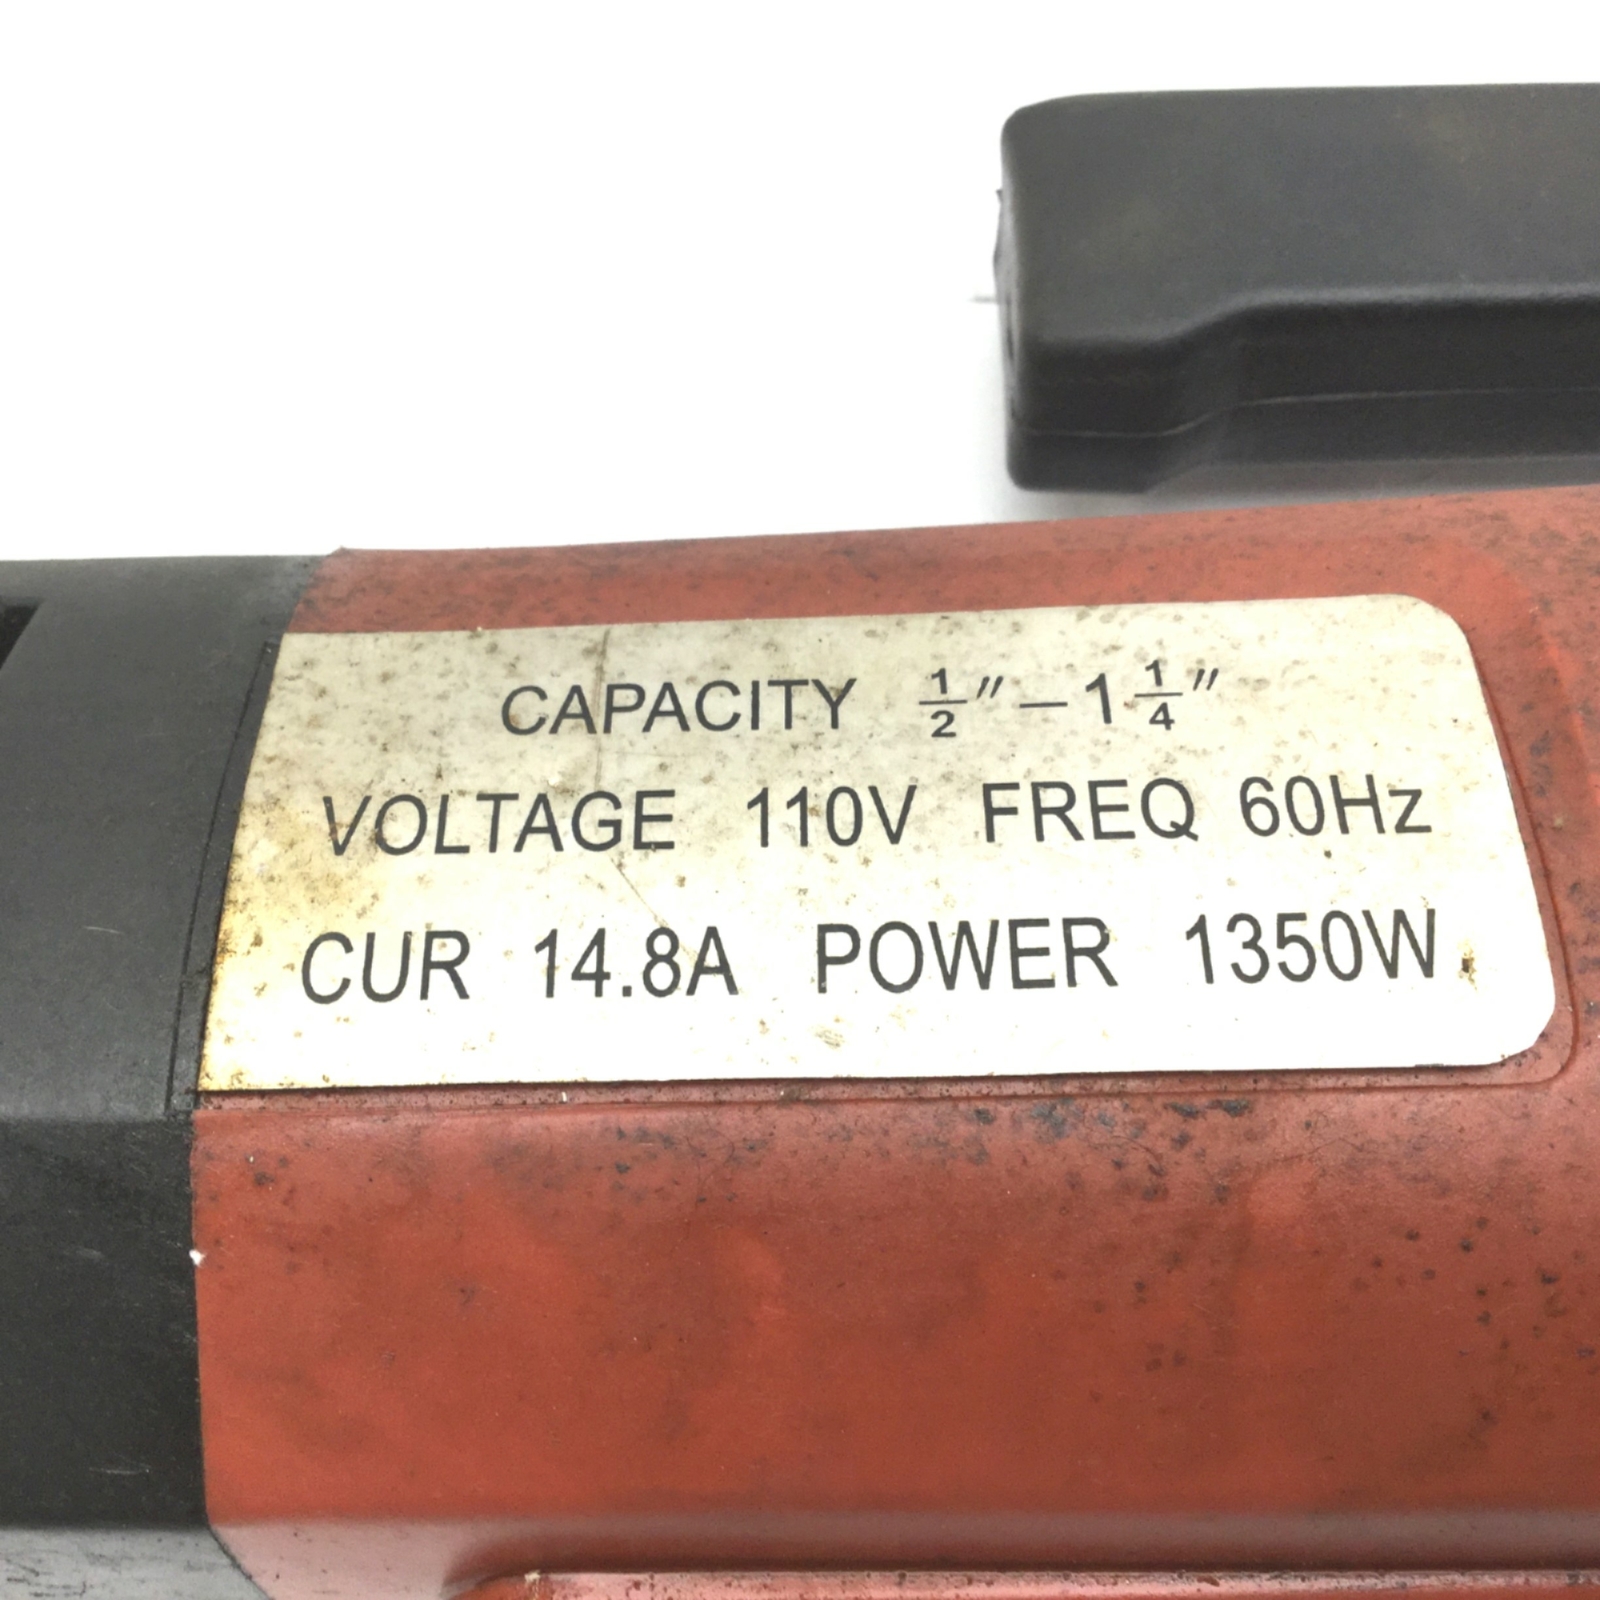 CAPACITY ½″–1¼″
VOLTAGE 110V FREQ 60Hz
CUR 14.8A POWER 1350W